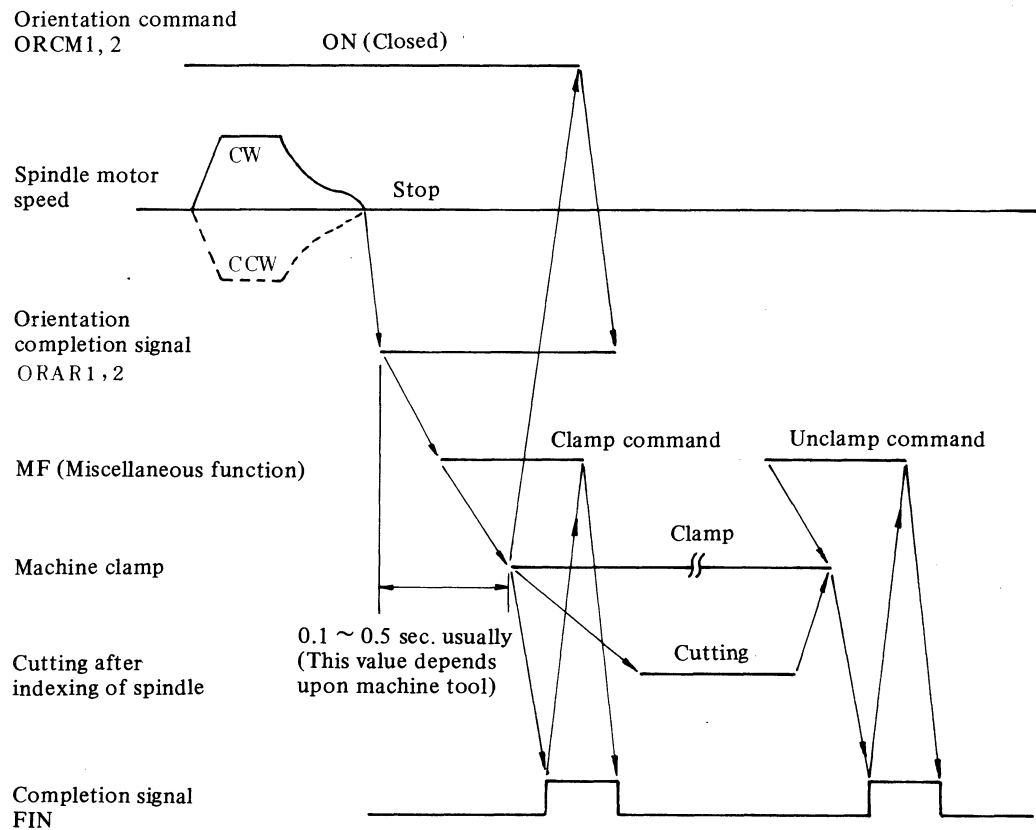 Orientation command
ORCM1, 2
ON (Closed)
CW
Spindle motor
speed
Stop
CCW
Orientation
completion signal
ORAR1,2
Clamp command
Unclamp command
MF (Miscellaneous function)
Clamp
Machine clamp
0.1 ~ 0.5 sec. usually
(This value depends
upon machine tool)
Cutting after
indexing of spindle
Cutting
Completion signal
FIN